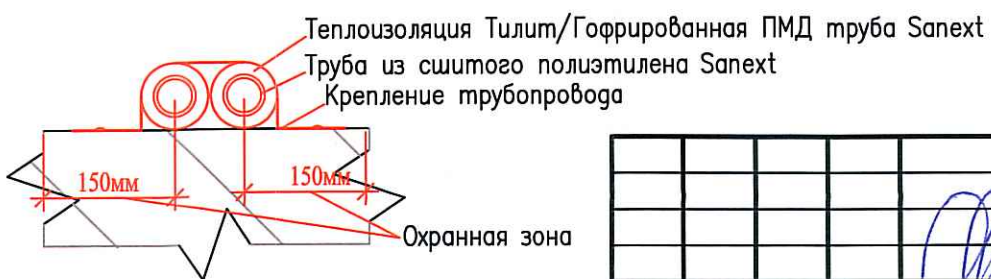 Теплоизоляция Тилит/Гофрированная ПМД труба Sanext
Труба из сшитого полиэтилена Sanext
Крепление трубопровода
150мм
150мм
Охранная зона